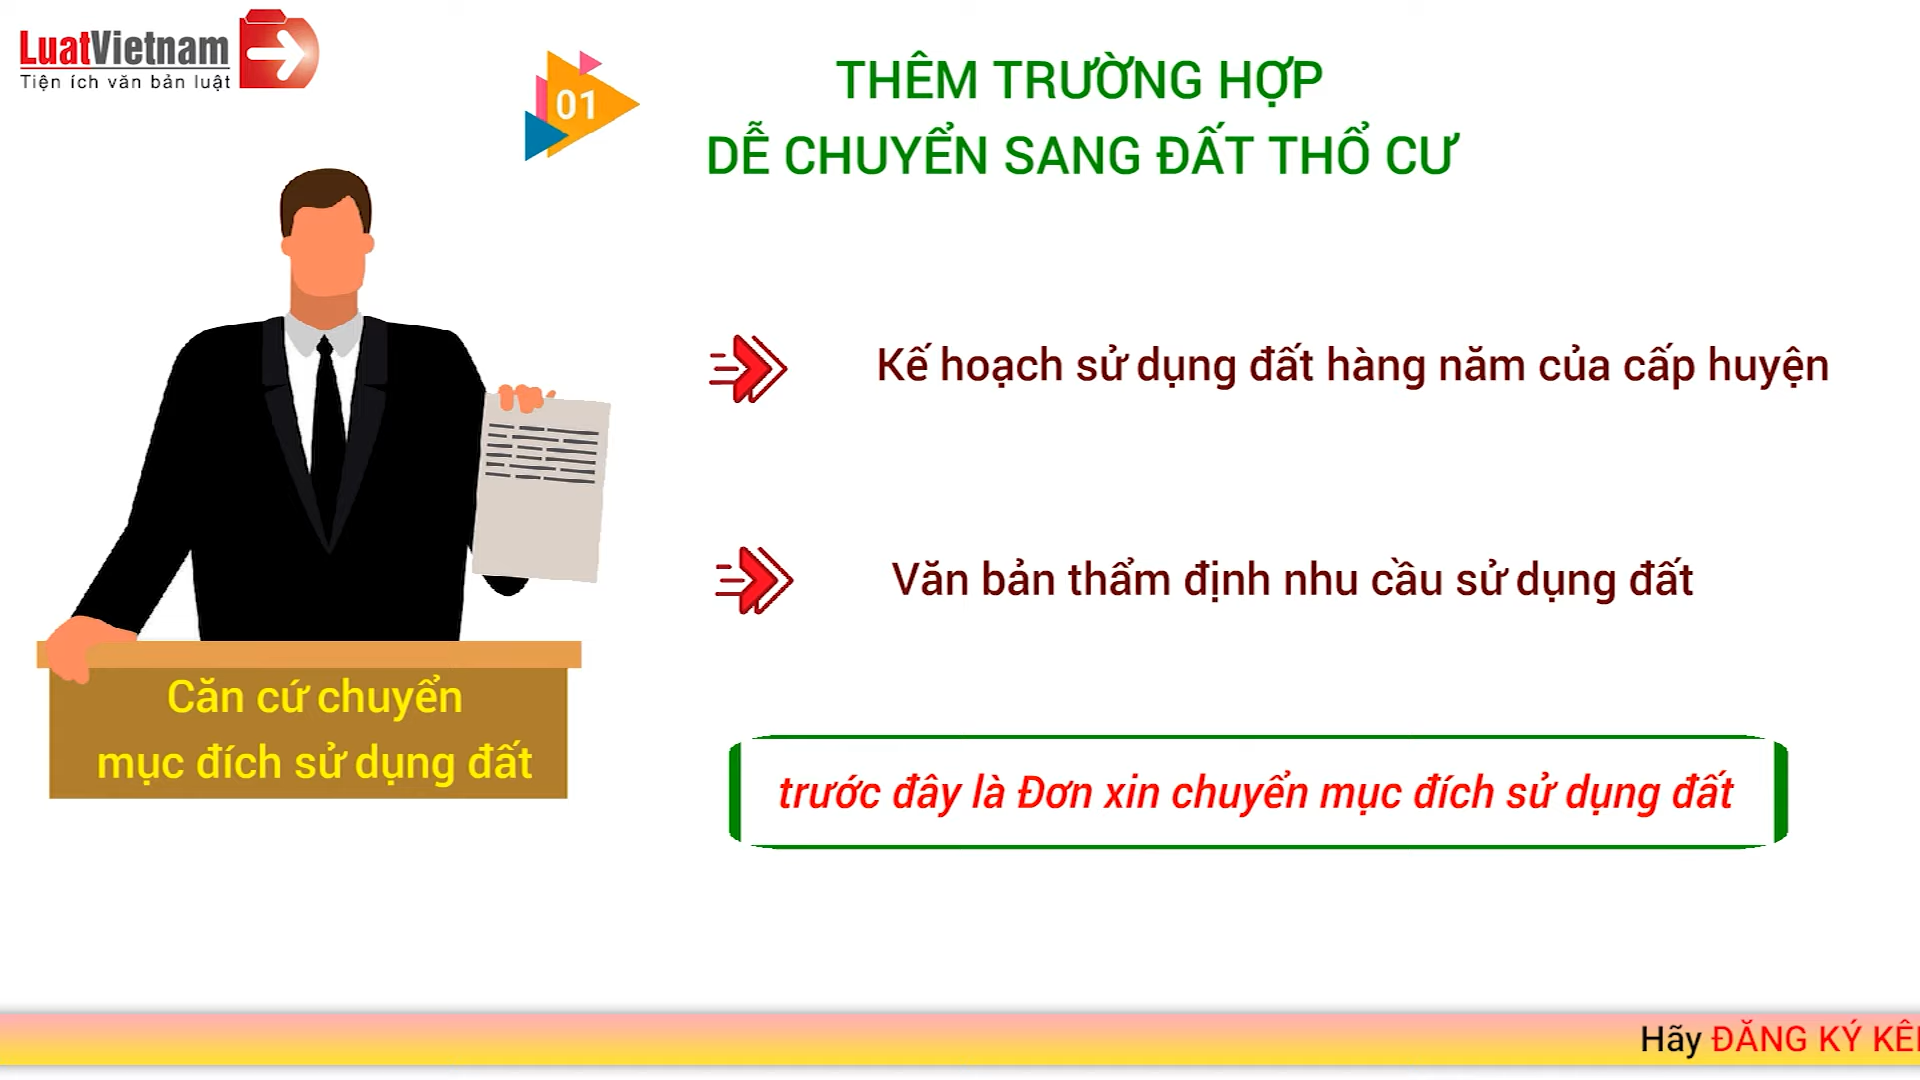 LuatVietnam
Tiện ích văn bản luật
01
THÊM TRƯỜNG HỢP
DỄ CHUYỂN SANG ĐẤT THỔ CƯ
Kế hoạch sử dụng đất hàng năm của cấp huyện
Văn bản thẩm định nhu cầu sử dụng đất
Căn cứ chuyển
mục đích sử dụng đất
trước đây là Đơn xin chuyển mục đích sử dụng đất
Hãy ĐĂNG KÝ